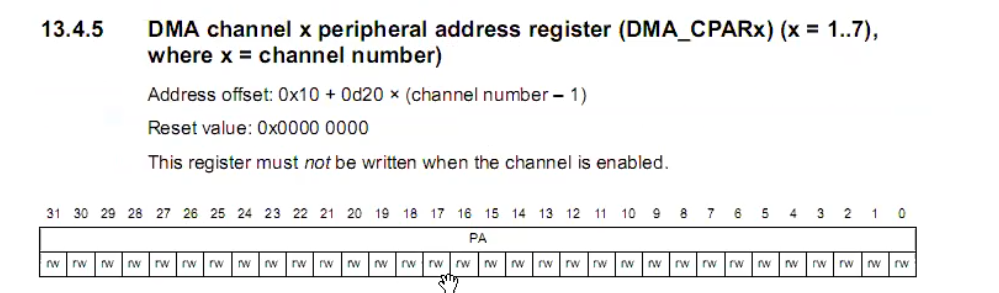 13.4.5 DMA channel x peripheral address register (DMA_CPARx) (x = 1..7),
where x = channel number)
Address offset: 0x10 + 0d20 × (channel number – 1)
Reset value: 0x0000 0000
This register must not be written when the channel is enabled.
31 30 29 28 27 26 25 24 23 22 21 20 19 18 17 16 15 14 13 12 11 10 9 8 7 6 5 4 3 2 1 0
PA
rw rw rw rw rw rw rw rw rw rw rw rw rw rw rw rw rw rw rw rw rw rw rw rw rw rw rw rw rw rw rw rw